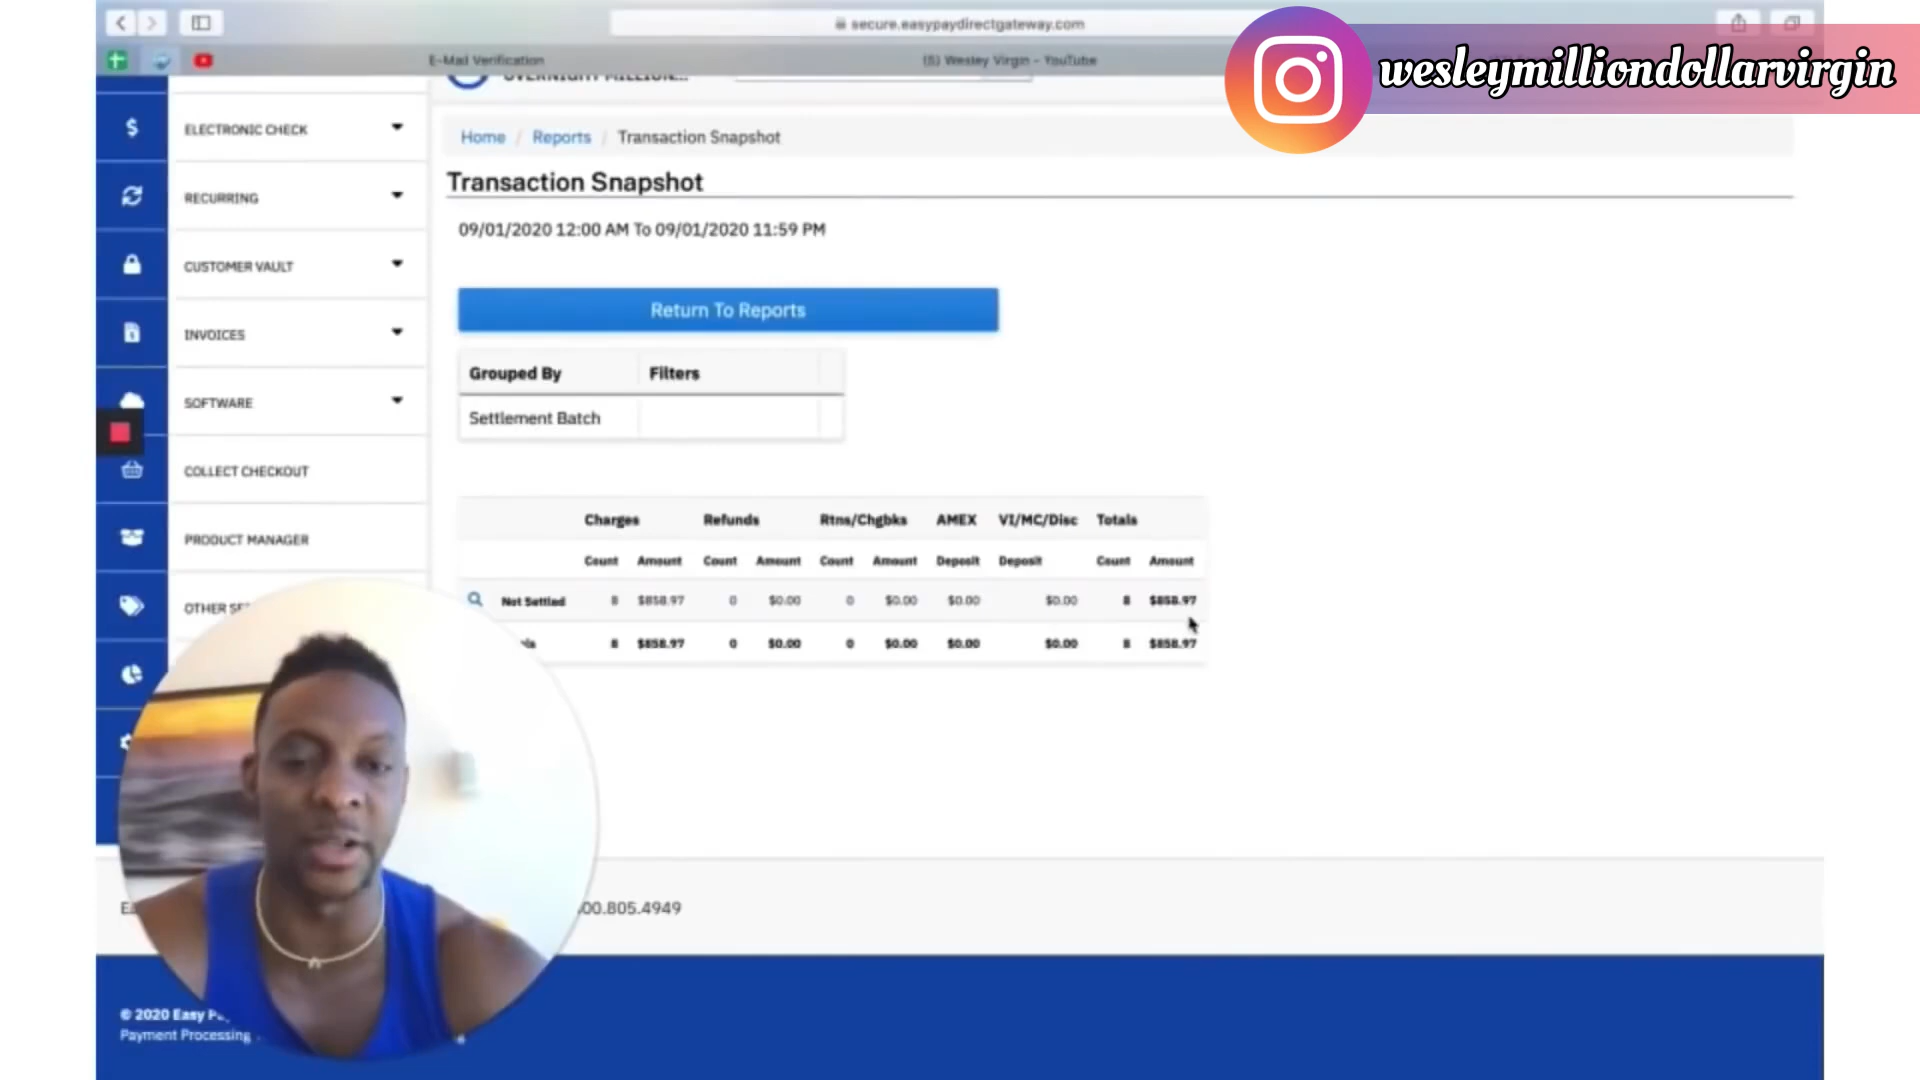 secure.easypaydirectgateway.com
wesleymilliondollarvirgin
E-Mail Verification
(5) Wesley Virgin - YouTube
OVERNIGHT MILLION...
ELECTRONIC CHECK
Home / Reports / Transaction Snapshot
Transaction Snapshot
RECURRING
09/01/2020 12:00 AM To 09/01/2020 11:59 PM
CUSTOMER VAULT
Return To Reports
INVOICES
Grouped By Filters
SOFTWARE
Settlement Batch
COLLECT CHECKOUT
Charges Refunds Rtns/Chgbks AMEX VI/MC/Disc Totals
PRODUCT MANAGER
Count Amount Count Amount Count Amount Deposit Deposit Count Amount
Not Settled 8 $858.97 0 $0.00 0 $0.00 $0.00 $0.00 8 $858.97
OTHER
8 $858.97 0 $0.00 0 $0.00 $0.00 $0.00 8 $858.97
00.805.4949
© 2020 Easy
Payment Processing